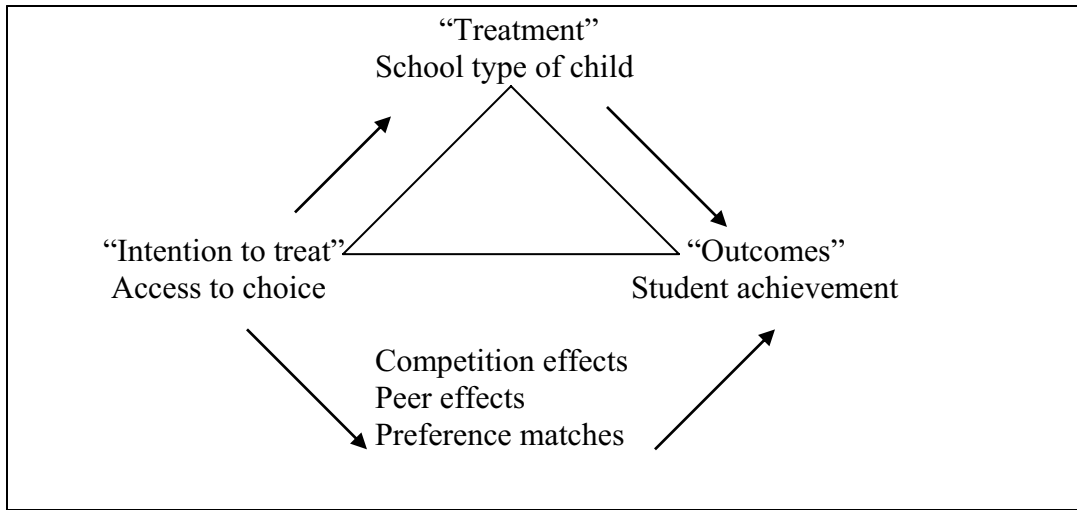 “Treatment”
School type of child
“Intention to treat”
Access to choice
“Outcomes”
Student achievement
Competition effects
Peer effects
Preference matches